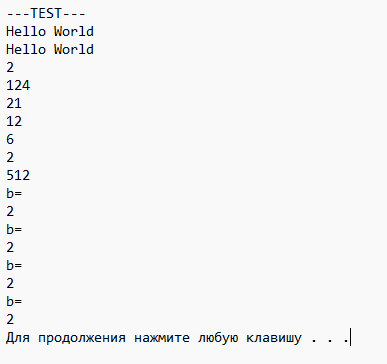 ---TEST---
Hello World
Hello World
2
124
21
12
6
2
512
b=
2
b=
2
b=
2
b=
2
Для продолжения нажмите любую клавишу . . .